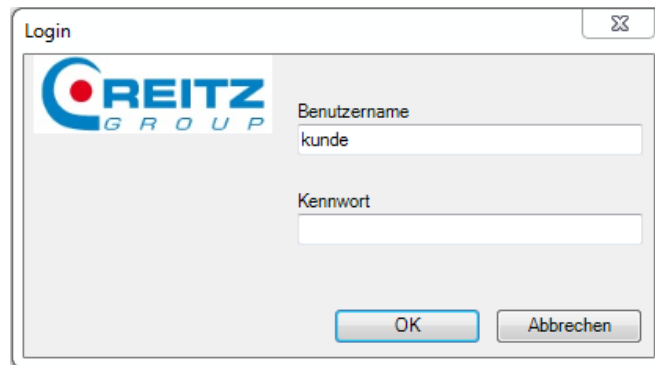 Login
REITZ
GROUP
Benutzername
kunde
Kennwort
OK
Abbrechen